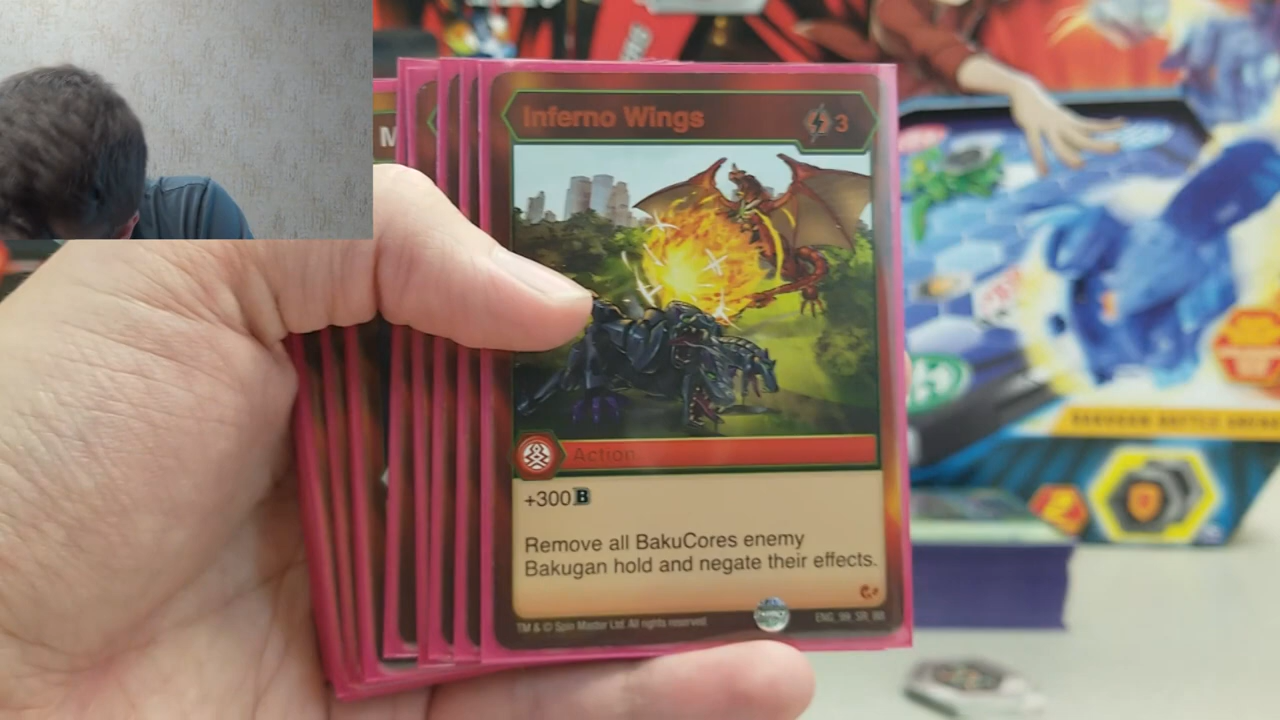 M
Inferno Wings
3
Action
+300 B
Remove all BakuCores enemy
Bakugan hold and negate their effects.
TM & © Spin Master Ltd. All rights reserved.
BAKUGAN BATTLE ARENA
2